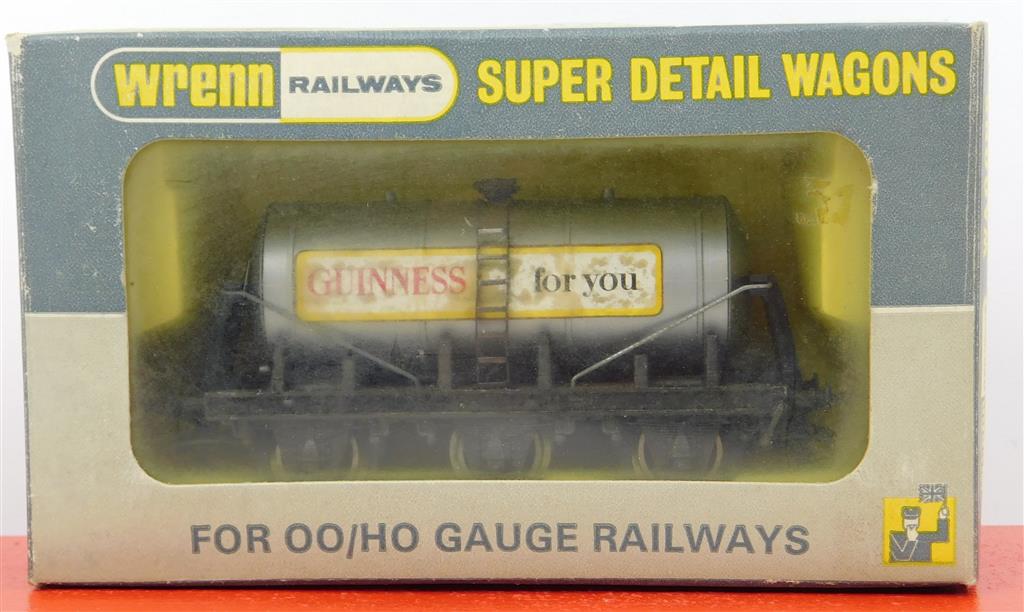 wrenn RAILWAYS SUPER DETAIL WAGONS
GUINNESS for you
FOR OO/HO GAUGE RAILWAYS